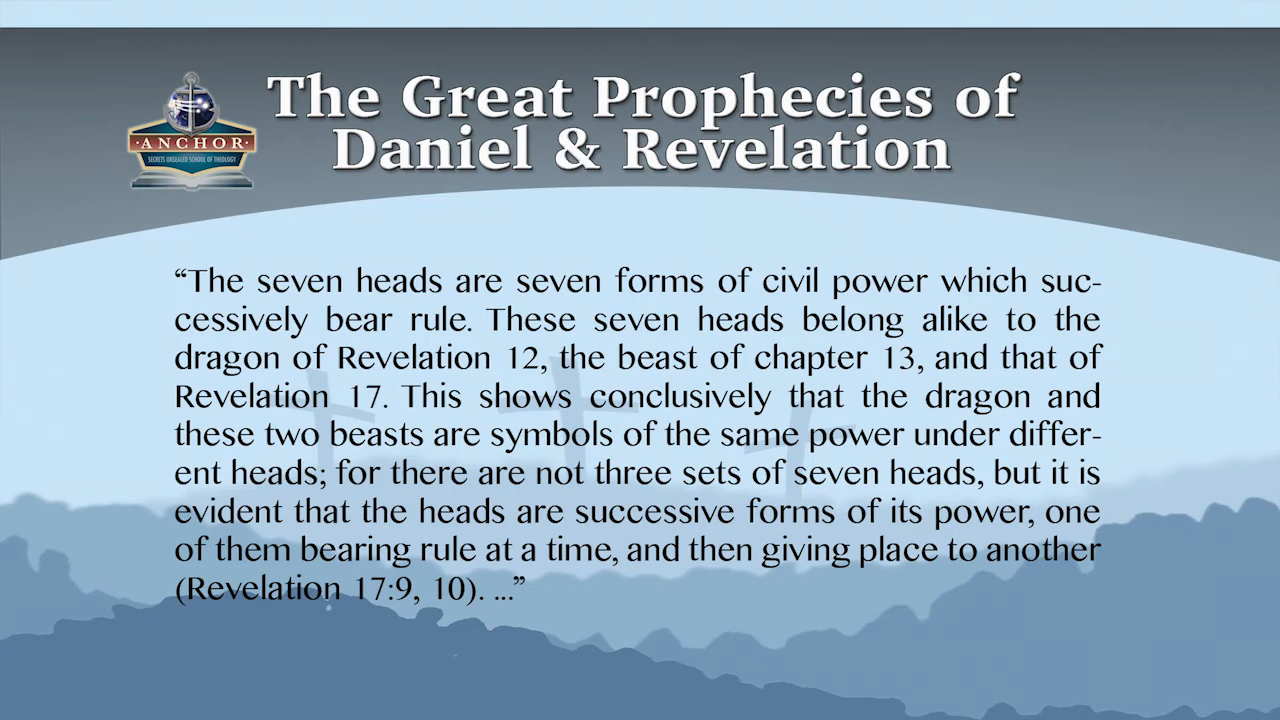 The Great Prophecies of
Daniel & Revelation
·ANCHOR·
SECRETS UNSEALED SCHOOL OF THEOLOGY
“The seven heads are seven forms of civil power which suc-
cessively bear rule. These seven heads belong alike to the
dragon of Revelation 12, the beast of chapter 13, and that of
Revelation 17. This shows conclusively that the dragon and
these two beasts are symbols of the same power under differ-
ent heads; for there are not three sets of seven heads, but it is
evident that the heads are successive forms of its power, one
of them bearing rule at a time, and then giving place to another
(Revelation 17:9, 10). ...”